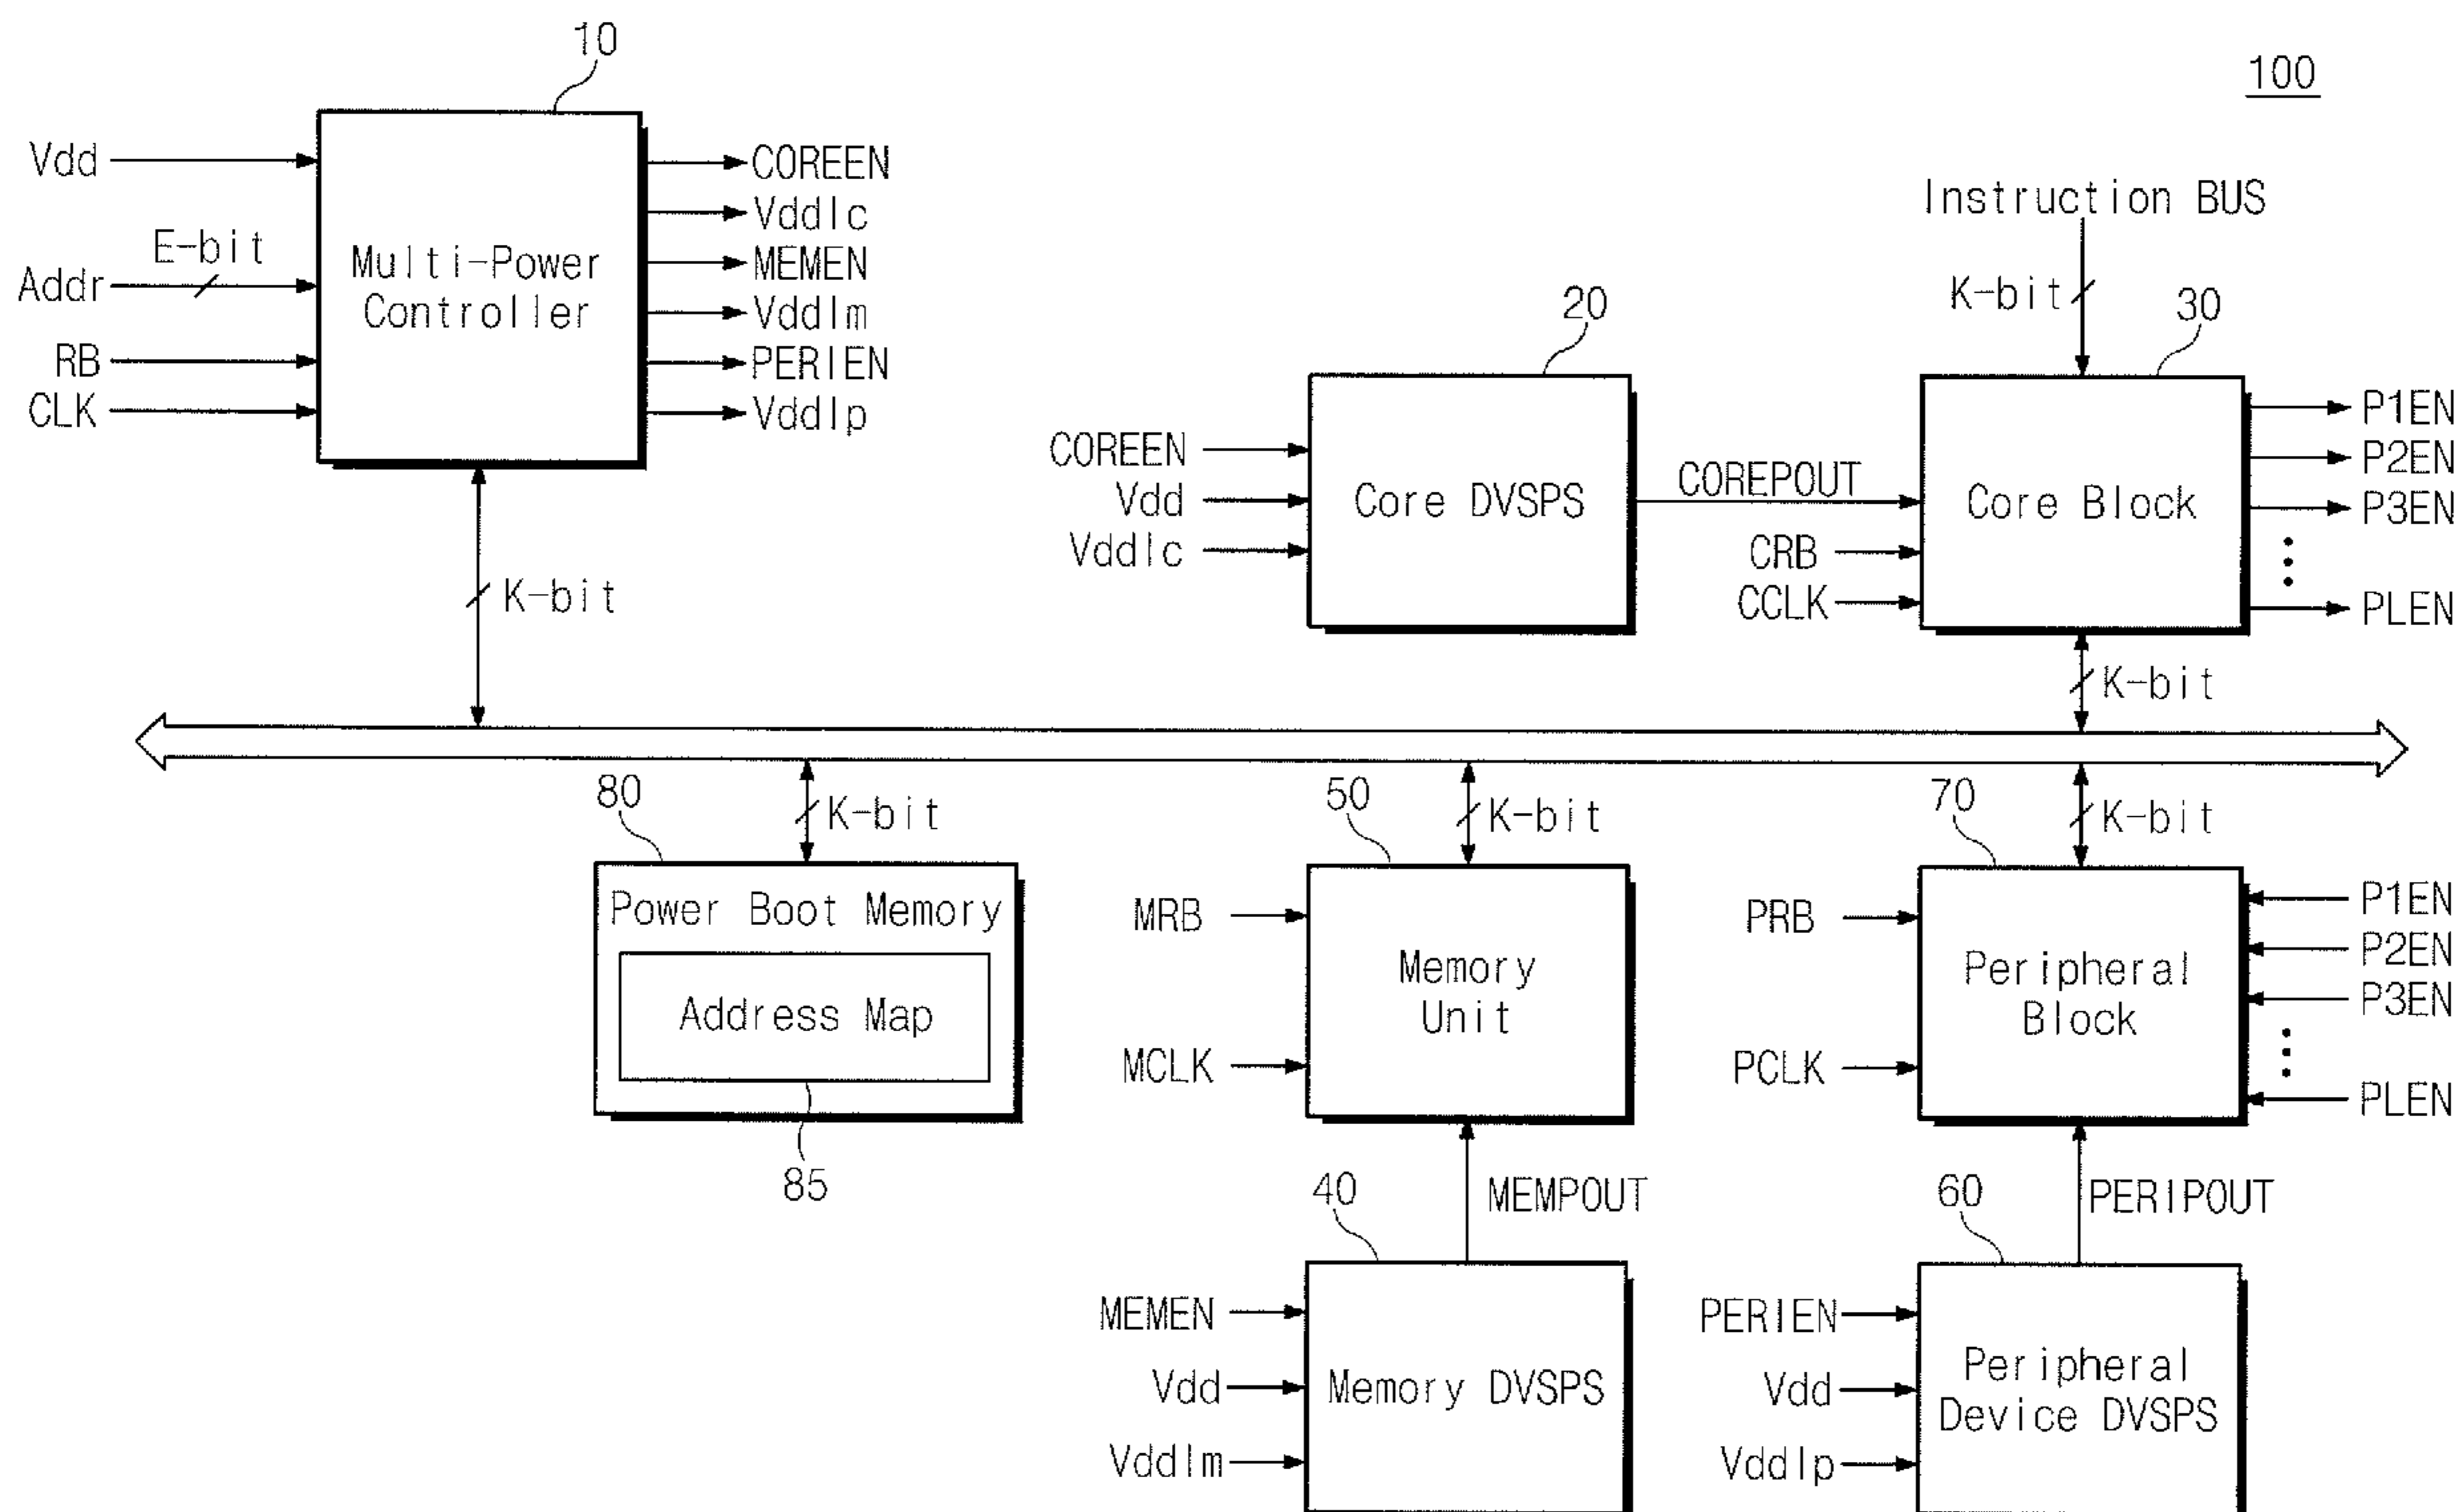 100
10
Vdd
Addr
E-bit
RB
CLK
Multi-Power
Controller
COREEN
Vddlc
MEMEN
Vddlm
PERIEN
Vddlp
K-bit
20
COREEN
Vdd
Vddlc
Core DVSPS
COREPOUT
Instruction BUS
K-bit
30
CRB
CCLK
Core Block
P1EN
P2EN
P3EN
PLEN
K-bit
80
K-bit
Power Boot Memory
Address Map
85
50
K-bit
MRB
MCLK
Memory
Unit
70
K-bit
PRB
PCLK
Peripheral
Block
P1EN
P2EN
P3EN
PLEN
40
MEMPOUT
MEMEN
Vdd
Vddlm
Memory DVSPS
60
PERIPOUT
PERIEN
Vdd
Vddlp
Peripheral
Device DVSPS